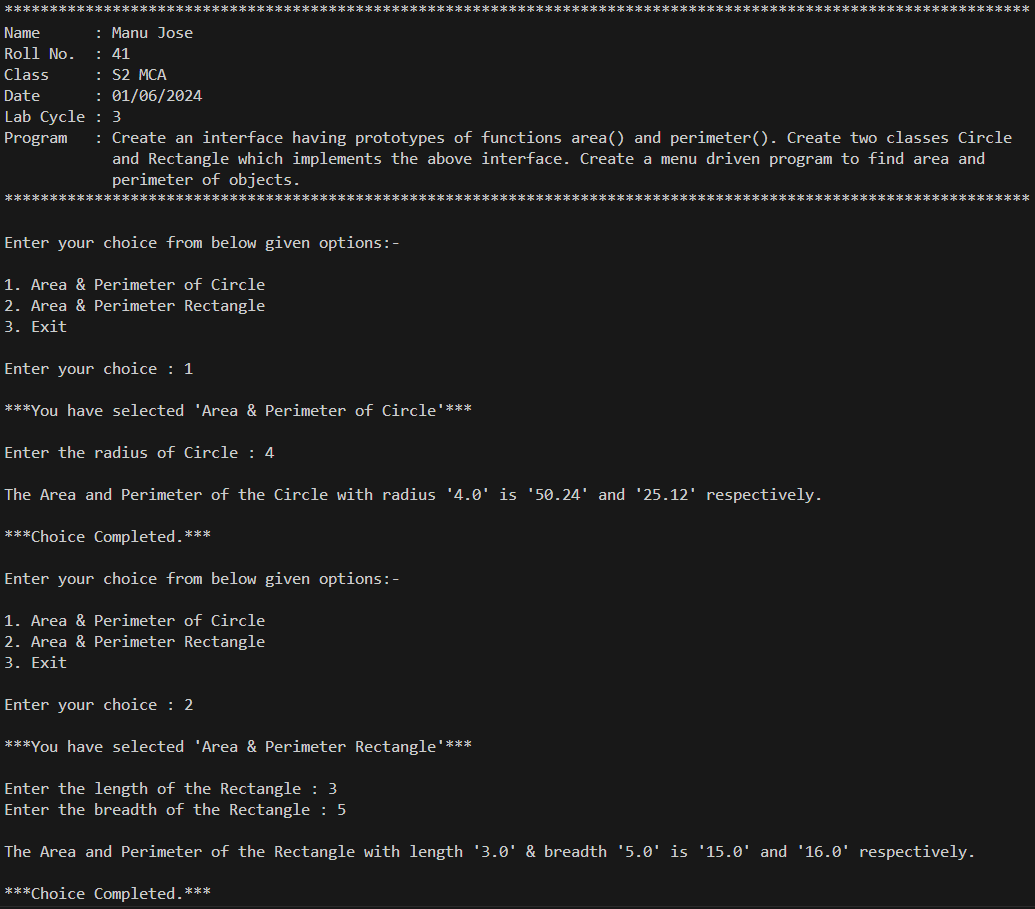 ******************************************************************************************************************
Name      : Manu Jose
Roll No.  : 41
Class     : S2 MCA
Date      : 01/06/2024
Lab Cycle : 3
Program   : Create an interface having prototypes of functions area() and perimeter(). Create two classes Circle
            and Rectangle which implements the above interface. Create a menu driven program to find area and
            perimeter of objects.
******************************************************************************************************************
Enter your choice from below given options:-
1. Area & Perimeter of Circle
2. Area & Perimeter Rectangle
3. Exit
Enter your choice : 1
***You have selected 'Area & Perimeter of Circle'***
Enter the radius of Circle : 4
The Area and Perimeter of the Circle with radius '4.0' is '50.24' and '25.12' respectively.
***Choice Completed.***
Enter your choice from below given options:-
1. Area & Perimeter of Circle
2. Area & Perimeter Rectangle
3. Exit
Enter your choice : 2
***You have selected 'Area & Perimeter Rectangle'***
Enter the length of the Rectangle : 3
Enter the breadth of the Rectangle : 5
The Area and Perimeter of the Rectangle with length '3.0' & breadth '5.0' is '15.0' and '16.0' respectively.
***Choice Completed.***